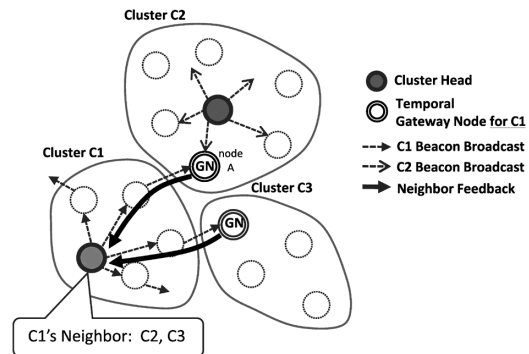 Cluster C2
Cluster Head
Temporal
Gateway Node for C1
C1 Beacon Broadcast
C2 Beacon Broadcast
Neighbor Feedback
node
A
GN
Cluster C1
Cluster C3
GN
C1's Neighbor: C2, C3